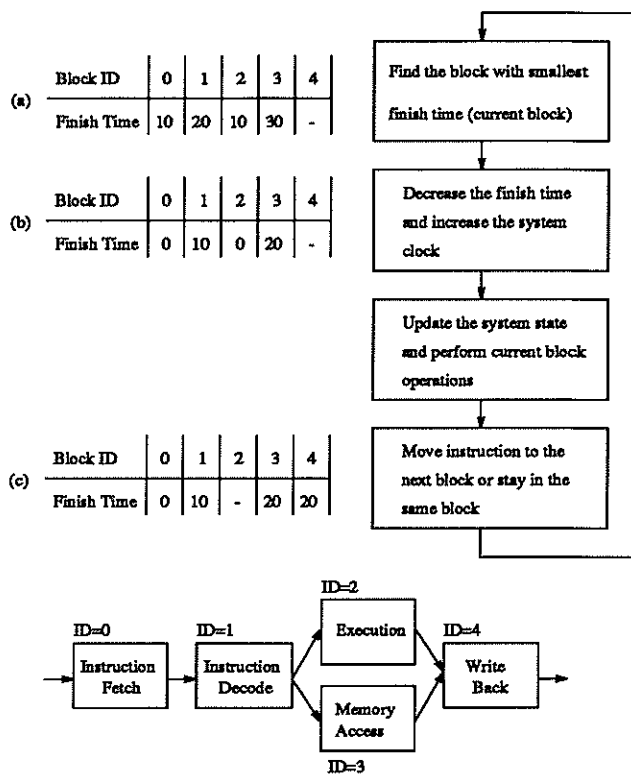 (a)
Block ID 0 1 2 3 4
Finish Time 10 20 10 30 -
Find the block with smallest
finish time (current block)
(b)
Block ID 0 1 2 3 4
Finish Time 0 10 0 20 -
Decrease the finish time
and increase the system
clock
Update the system state
and perform current block
operations
(c)
Block ID 0 1 2 3 4
Finish Time 0 10 - 20 20
Move instruction to the
next block or stay in the
same block
ID=0
Instruction
Fetch
ID=1
Instruction
Decode
ID=2
Execution
Memory
Access
ID=3
ID=4
Write
Back